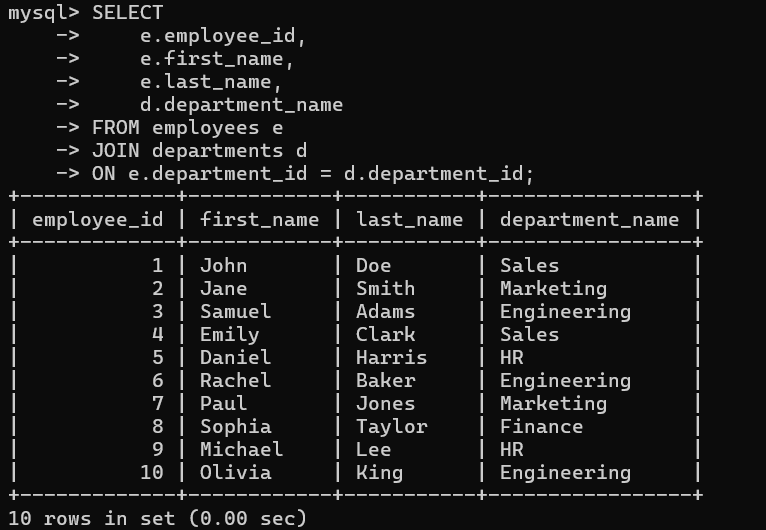 mysql> SELECT
    ->     e.employee_id,
    ->     e.first_name,
    ->     e.last_name,
    ->     d.department_name
    -> FROM employees e
    -> JOIN departments d
    -> ON e.department_id = d.department_id;
+-------------+------------+-----------+-----------------+
| employee_id | first_name | last_name | department_name |
+-------------+------------+-----------+-----------------+
|           1 | John       | Doe       | Sales           |
|           2 | Jane       | Smith     | Marketing       |
|           3 | Samuel     | Adams     | Engineering     |
|           4 | Emily      | Clark     | Sales           |
|           5 | Daniel     | Harris    | HR              |
|           6 | Rachel     | Baker     | Engineering     |
|           7 | Paul       | Jones     | Marketing       |
|           8 | Sophia     | Taylor    | Finance         |
|           9 | Michael    | Lee       | HR              |
|          10 | Olivia     | King      | Engineering     |
+-------------+------------+-----------+-----------------+
10 rows in set (0.00 sec)